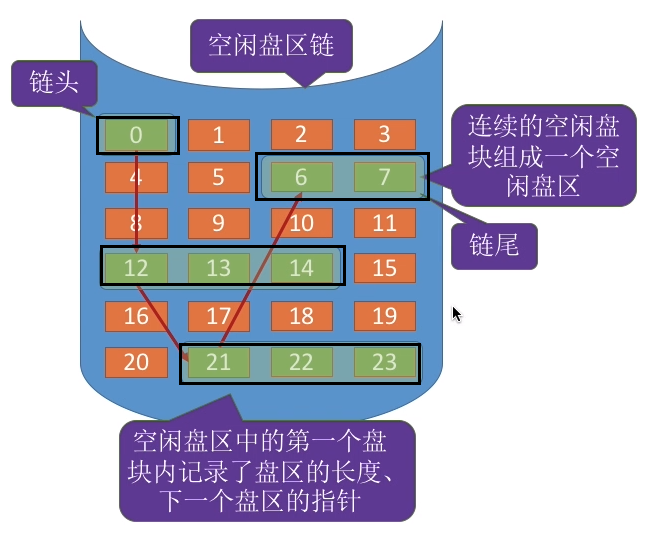 空闲盘区链
链头
0 1 2 3
连续的空闲盘
块组成一个空
闲盘区
4 5 6 7
8 9 10 11
链尾
12 13 14 15
16 17 18 19
20 21 22 23
空闲盘区中的第一个盘
块内记录了盘区的长度、
下一个盘区的指针